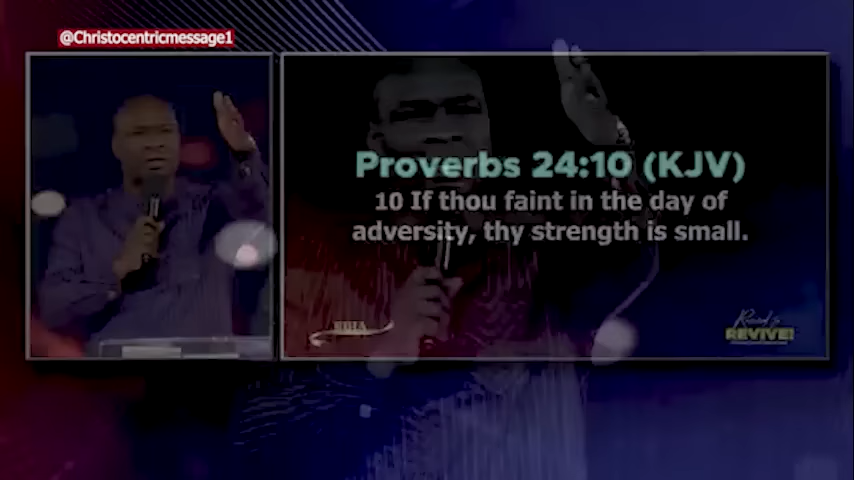 @Christocentricmessage1
Proverbs 24:10 (KJV)
10 If thou faint in the day of
adversity, thy strength is small.
REVIVE!